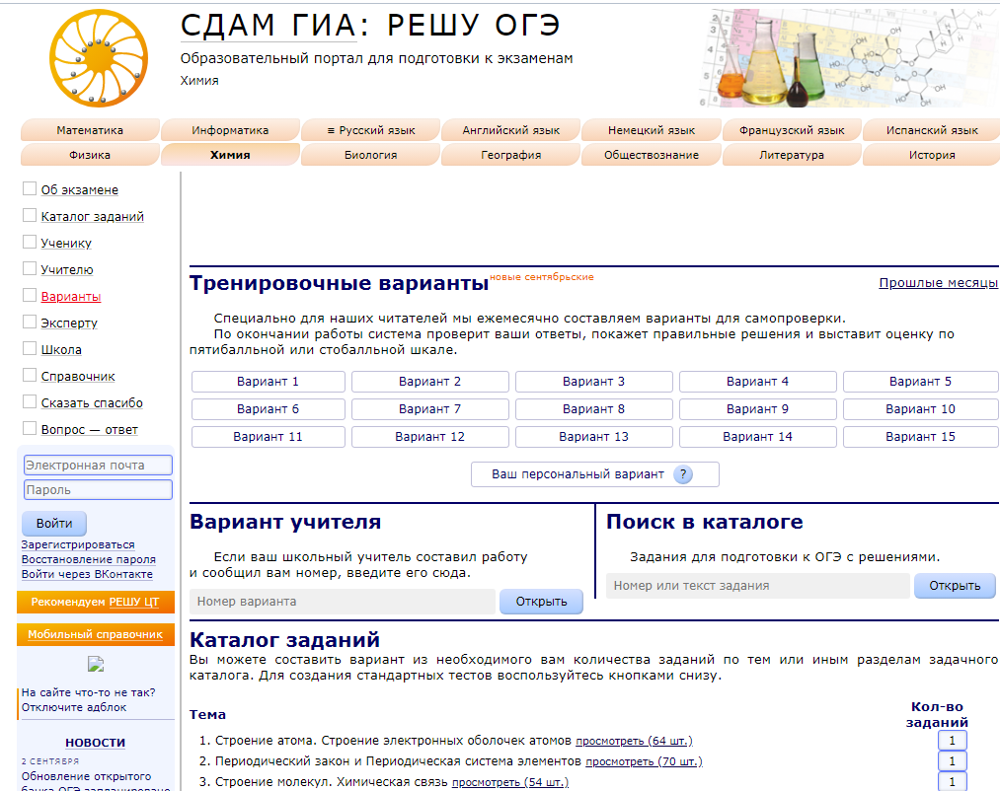 СДАМ ГИА: РЕШУ ОГЭ
Образовательный портал для подготовки к экзаменам
Химия
Математика
Информатика
≡ Русский язык
Английский язык
Немецкий язык
Французский язык
Испанский язык
Физика
Химия
Биология
География
Обществознание
Литература
История
Об экзамене
Каталог заданий
Ученику
Учителю
Варианты
Эксперту
Школа
Справочник
Сказать спасибо
Вопрос — ответ
Электронная почта
Пароль
Войти
Зарегистрироваться
Восстановление пароля
Войти через ВКонтакте
Рекомендуем РЕШУ ЦТ
Мобильный справочник
На сайте что-то не так?
Отключите адблок
НОВОСТИ
2 СЕНТЯБРЯ
Обновление открытого
банка ОГЭ запланировано
Тренировочные варианты новые сентябрьские
Прошлые месяцы
Специально для наших читателей мы ежемесячно составляем варианты для самопроверки.
По окончании работы система проверит ваши ответы, покажет правильные решения и выставит оценку по
пятибалльной или стобалльной шкале.
Вариант 1
Вариант 2
Вариант 3
Вариант 4
Вариант 5
Вариант 6
Вариант 7
Вариант 8
Вариант 9
Вариант 10
Вариант 11
Вариант 12
Вариант 13
Вариант 14
Вариант 15
Ваш персональный вариант ?
Вариант учителя
Если ваш школьный учитель составил работу
и сообщил вам номер, введите его сюда.
Номер варианта
Открыть
Поиск в каталоге
Задания для подготовки к ОГЭ с решениями.
Номер или текст задания
Открыть
Каталог заданий
Вы можете составить вариант из необходимого вам количества заданий по тем или иным разделам задачного
каталога. Для создания стандартных тестов воспользуйтесь кнопками снизу.
Тема
Кол-во
заданий
1. Строение атома. Строение электронных оболочек атомов просмотреть (64 шт.)
1
2. Периодический закон и Периодическая система элементов просмотреть (70 шт.)
1
3. Строение молекул. Химическая связь просмотреть (54 шт.)
1